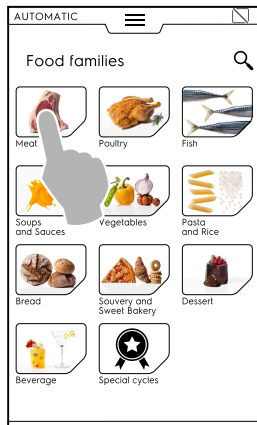 AUTOMATIC
Food families
Meat
Poultry
Fish
Soups
and Sauces
Vegetables
Pasta
and Rice
Bread
Souvery and
Sweet Bakery
Dessert
Beverage
Special cycles